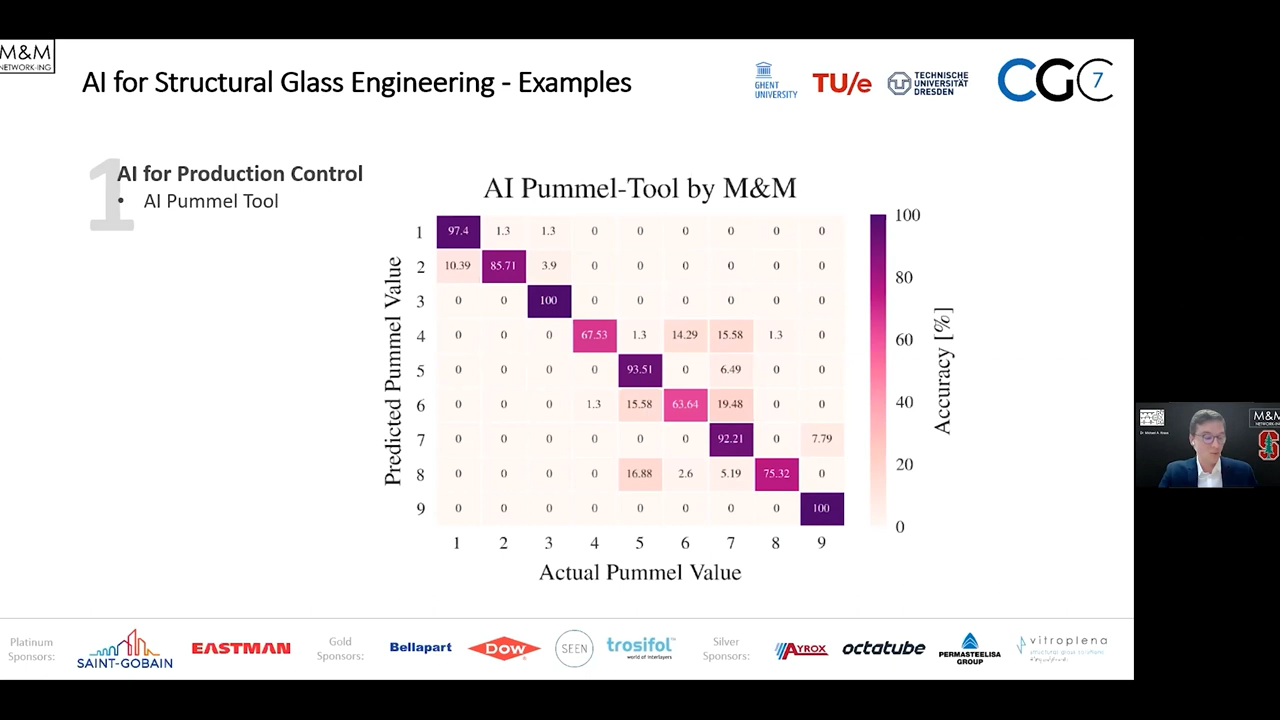 M&M
NETWORK-ING
AI for Structural Glass Engineering - Examples
GHENT
UNIVERSITY
TU/e
TECHNISCHE
UNIVERSITÄT
DRESDEN
CGC 7
1
AI for Production Control
• AI Pummel Tool
AI Pummel-Tool by M&M
Predicted Pummel Value
1 97.4 1.3 1.3 0 0 0 0 0 0
2 10.39 85.71 3.9 0 0 0 0 0 0
3 0 0 100 0 0 0 0 0 0
4 0 0 0 67.53 1.3 14.29 15.58 1.3 0
5 0 0 0 0 93.51 0 6.49 0 0
6 0 0 0 1.3 15.58 63.64 19.48 0 0
7 0 0 0 0 0 0 92.21 0 7.79
8 0 0 0 0 16.88 2.6 5.19 75.32 0
9 0 0 0 0 0 0 0 0 100
1 2 3 4 5 6 7 8 9
Actual Pummel Value
100
80
60
40
20
0
Accuracy [%]
M&M
NETWORK-ING
S
Platinum
Sponsors:
SAINT-GOBAIN
EASTMAN
Gold
Sponsors:
Bellapart
Dow
SEEN
trosifol
world of interlayers
Silver
Sponsors:
AYROX
octatube
PERMASTEELISA
GROUP
vitroplena
structural glass solutions